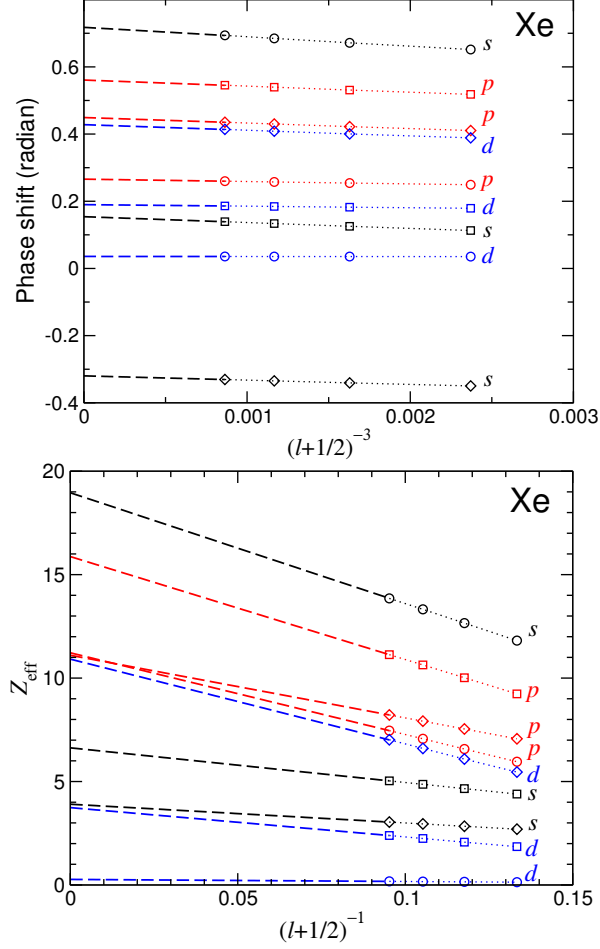 Xe
0.6
0.4
0.2
0
-0.2
-0.4
Phase shift (radian)
s
p
p
d
p
d
s
d
s
0
0.001
0.002
0.003
(l+1/2)⁻³
Xe
20
15
10
5
0
Z_eff
s
p
p
p
d
s
s
d
d
0
0.05
0.1
0.15
(l+1/2)⁻¹